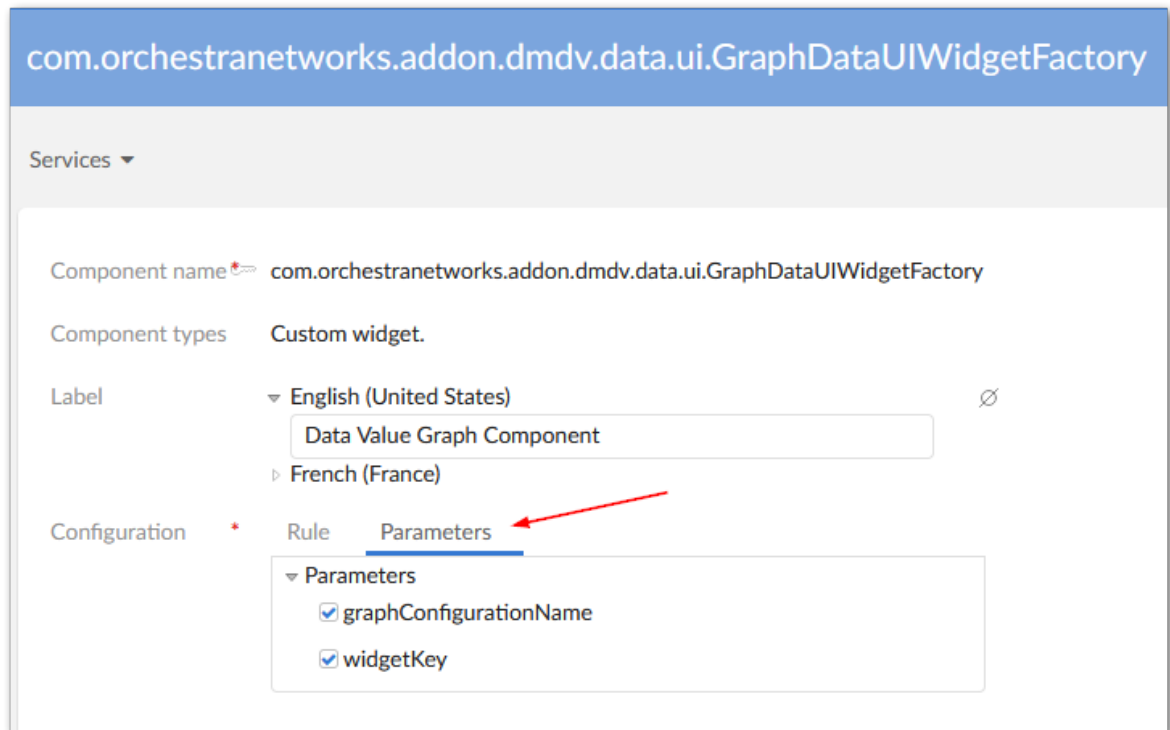 com.orchestranetworks.addon.dmdv.data.ui.GraphDataUIWidgetFactory
Services
Component name com.orchestranetworks.addon.dmdv.data.ui.GraphDataUIWidgetFactory
Component types Custom widget.
Label English (United States)
Data Value Graph Component
French (France)
Configuration * Rule Parameters
Parameters
graphConfigurationName
widgetKey